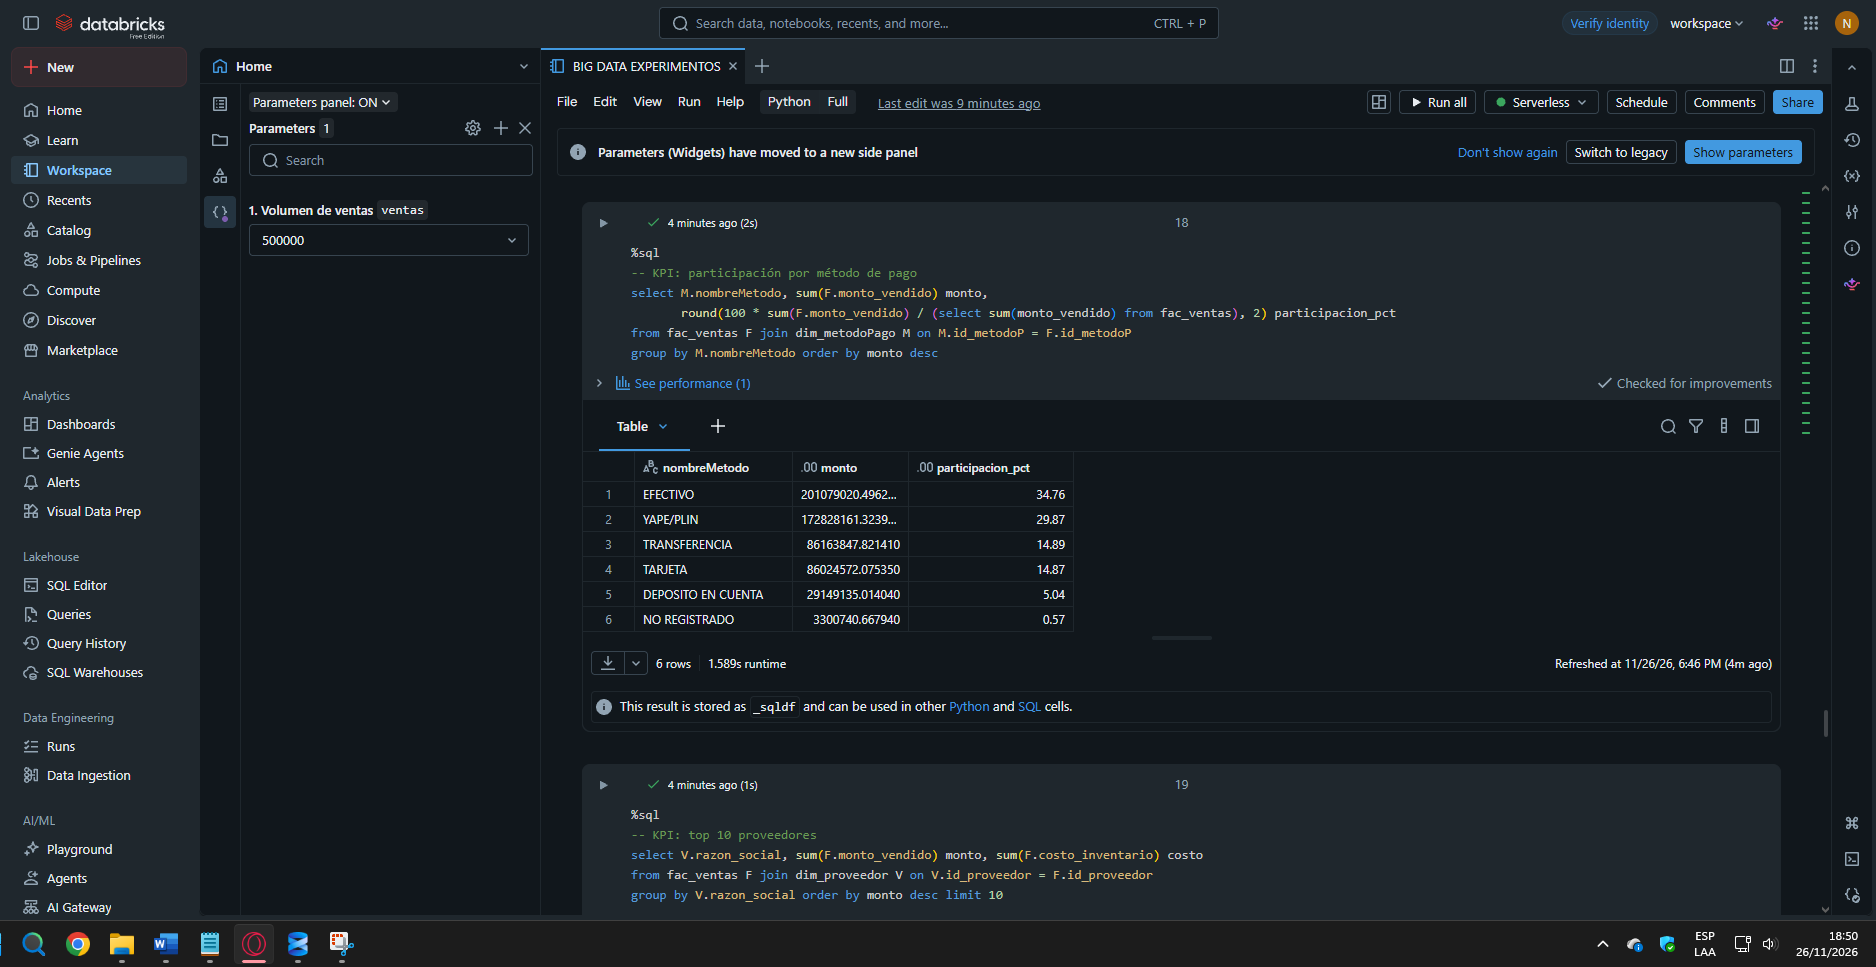 databricks
Free Edition
Search data, notebooks, recents, and more...
CTRL + P
Verify identity
workspace
N
New
Home
Learn
Workspace
Recents
Catalog
Jobs & Pipelines
Compute
Discover
Marketplace
Analytics
Dashboards
Genie Agents
Alerts
Visual Data Prep
Lakehouse
SQL Editor
Queries
Query History
SQL Warehouses
Data Engineering
Runs
Data Ingestion
AI/ML
Playground
Agents
AI Gateway
Home
Parameters panel: ON
Parameters 1
Search
1. Volumen de ventas ventas
500000
BIG DATA EXPERIMENTOS
File Edit View Run Help Python Full Last edit was 9 minutes ago
Run all Serverless Schedule Comments Share
Parameters (Widgets) have moved to a new side panel
Don't show again Switch to legacy Show parameters
4 minutes ago (2s) 18
%sql
-- KPI: participación por método de pago
select M.nombreMetodo, sum(F.monto_vendido) monto,
round(100 * sum(F.monto_vendido) / (select sum(monto_vendido) from fac_ventas), 2) participacion_pct
from fac_ventas F join dim_metodoPago M on M.id_metodoP = F.id_metodoP
group by M.nombreMetodo order by monto desc
See performance (1) Checked for improvements
Table
nombreMetodo .00 monto .00 participacion_pct
1 EFECTIVO 201079020.4962... 34.76
2 YAPE/PLIN 172828161.3239... 29.87
3 TRANSFERENCIA 86163847.821410 14.89
4 TARJETA 86024572.075350 14.87
5 DEPOSITO EN CUENTA 29149135.014040 5.04
6 NO REGISTRADO 3300740.667940 0.57
6 rows 1.589s runtime Refreshed at 11/26/26, 6:46 PM (4m ago)
This result is stored as _sqldf and can be used in other Python and SQL cells.
4 minutes ago (1s) 19
%sql
-- KPI: top 10 proveedores
select V.razon_social, sum(F.monto_vendido) monto, sum(F.costo_inventario) costo
from fac_ventas F join dim_proveedor V on V.id_proveedor = F.id_proveedor
group by V.razon_social order by monto desc limit 10
ESP
LAA
18:50
26/11/2026